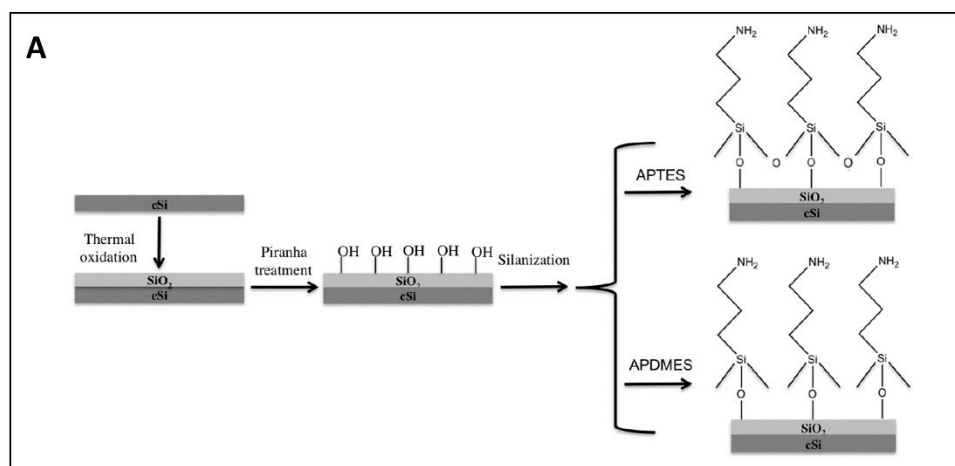 A
cSi
Thermal
oxidation
SiO2
cSi
Piranha
treatment
OH OH OH OH OH
SiO2
cSi
Silanization
APTES
NH2 NH2 NH2
Si Si Si
O O O O O
SiO2
cSi
APDMES
NH2 NH2 NH2
Si Si Si
O O O
SiO2
cSi